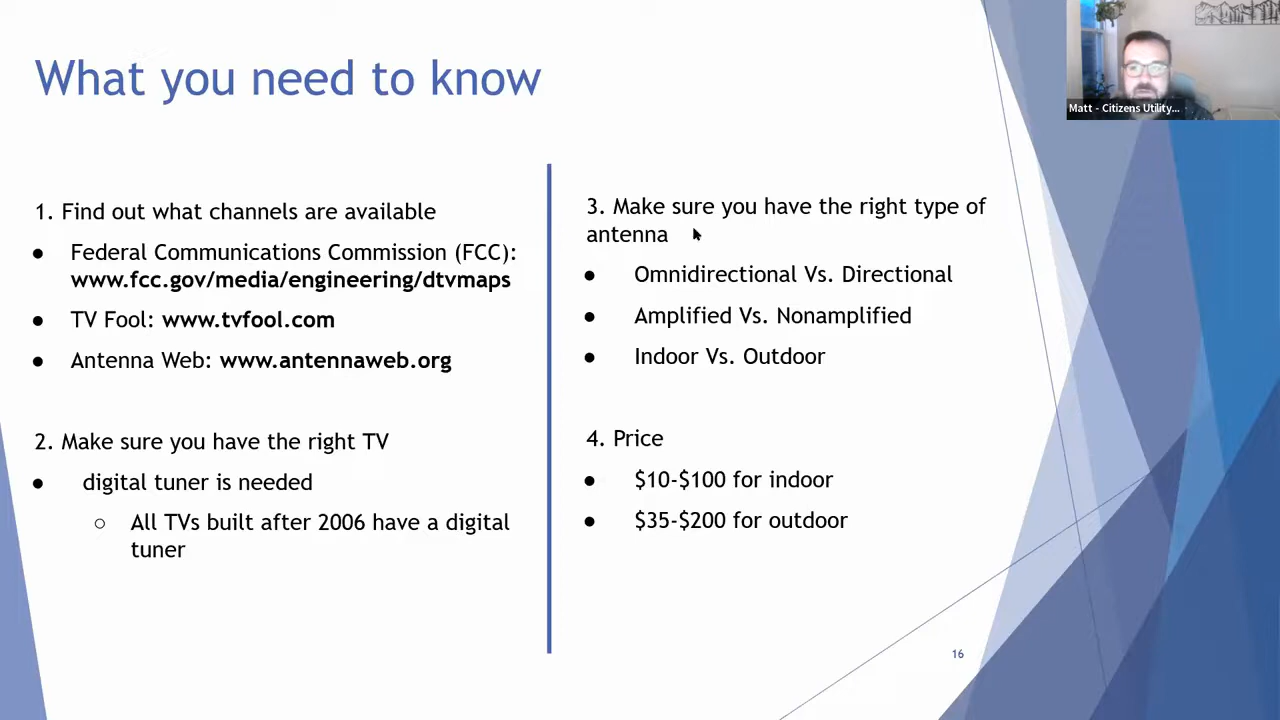 What you need to know
1. Find out what channels are available
● Federal Communications Commission (FCC):
www.fcc.gov/media/engineering/dtvmaps
● TV Fool: www.tvfool.com
● Antenna Web: www.antennaweb.org
2. Make sure you have the right TV
● digital tuner is needed
○ All TVs built after 2006 have a digital
tuner
3. Make sure you have the right type of
antenna
● Omnidirectional Vs. Directional
● Amplified Vs. Nonamplified
● Indoor Vs. Outdoor
4. Price
● $10-$100 for indoor
● $35-$200 for outdoor
16
Matt - Citizens Utility...